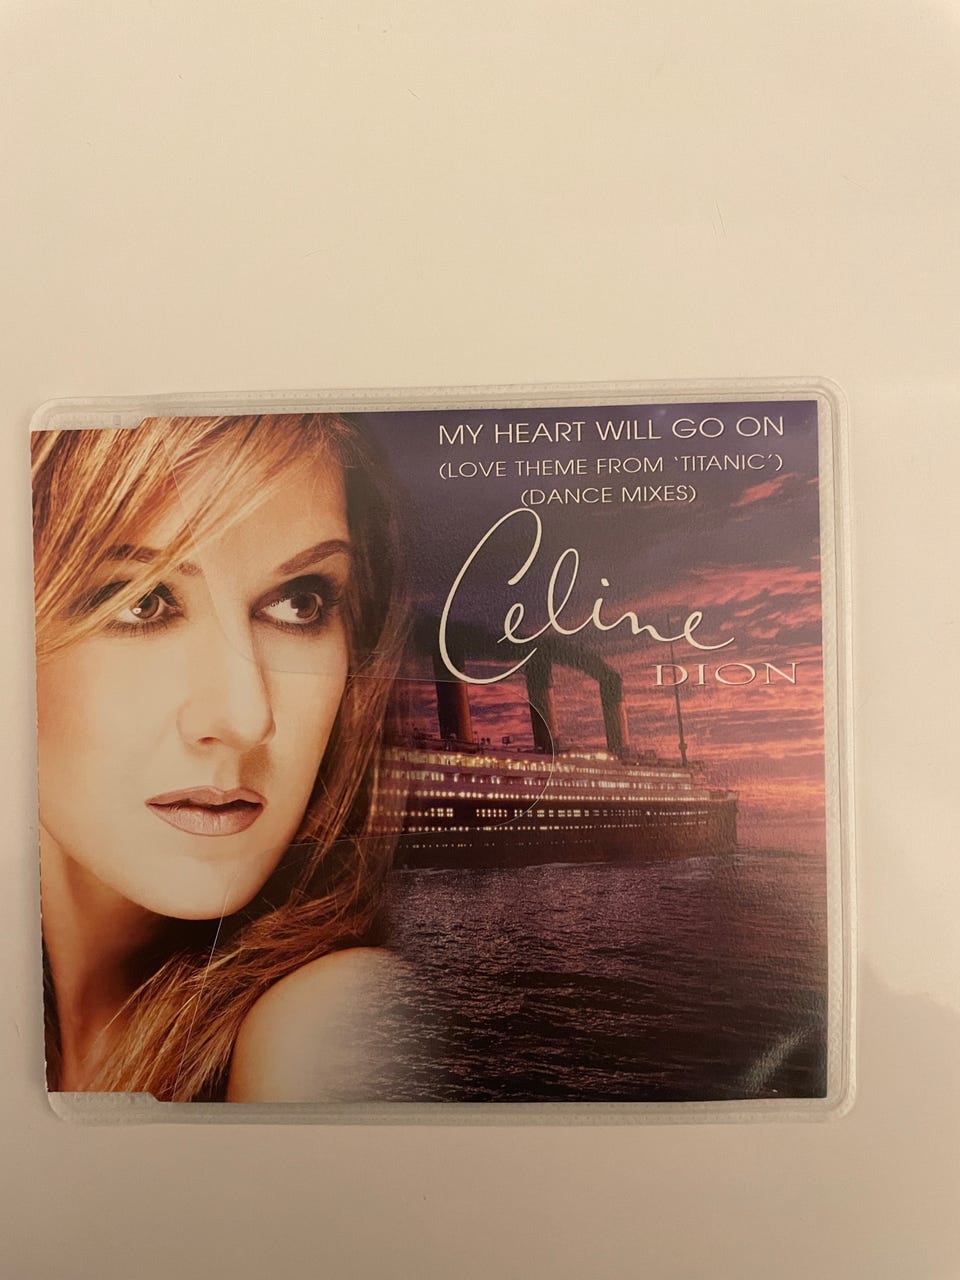 MY HEART WILL GO ON
(LOVE THEME FROM 'TITANIC')
(DANCE MIXES)
Celine
DION